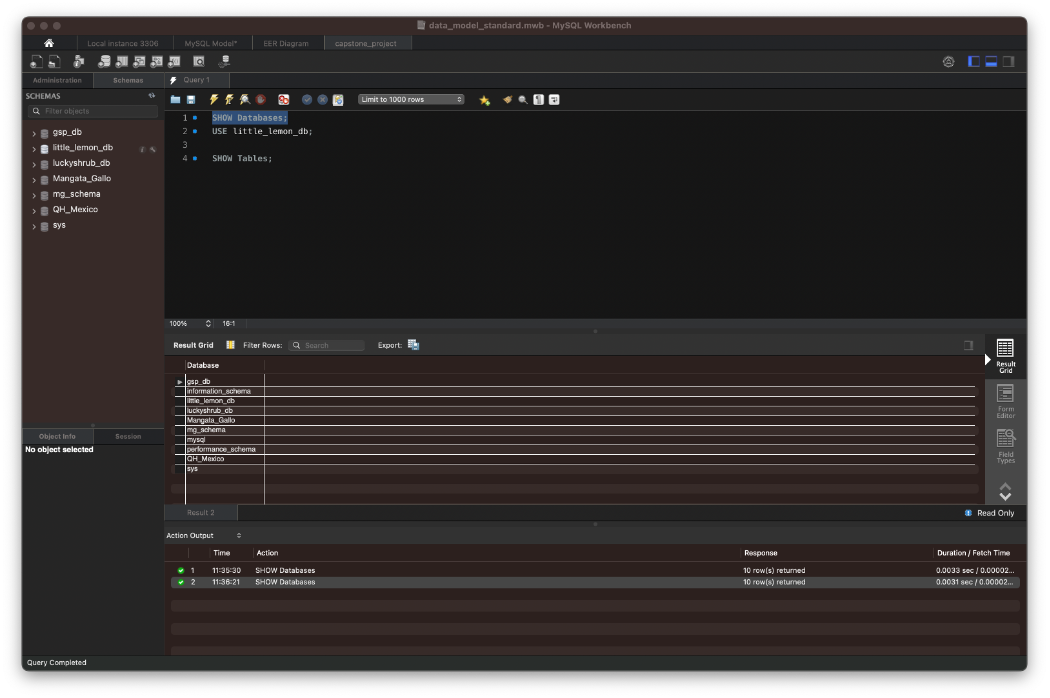 data_model_standard.mwb - MySQL Workbench
Local instance 3306
MySQL Model*
EER Diagram
capstone_project
Administration
Schemas
Query 1
SCHEMAS
Filter objects
gsp_db
little_lemon_db
luckyshrub_db
Mangata_Gallo
mg_schema
QH_Mexico
sys
Limit to 1000 rows
1 SHOW Databases;
2 USE little_lemon_db;
3
4 SHOW Tables;
100%
16:1
Result Grid
Filter Rows:
Search
Export:
Database
gsp_db
information_schema
little_lemon_db
luckyshrub_db
Mangata_Gallo
mg_schema
mysql
performance_schema
QH_Mexico
sys
Result
Grid
Form
Editor
Field
Types
Object Info
Session
No object selected
Result 2
Read Only
Action Output
Time Action Response Duration / Fetch Time
1 11:35:30 SHOW Databases 10 row(s) returned 0.0033 sec / 0.00002...
2 11:36:21 SHOW Databases 10 row(s) returned 0.0031 sec / 0.00002...
Query Completed